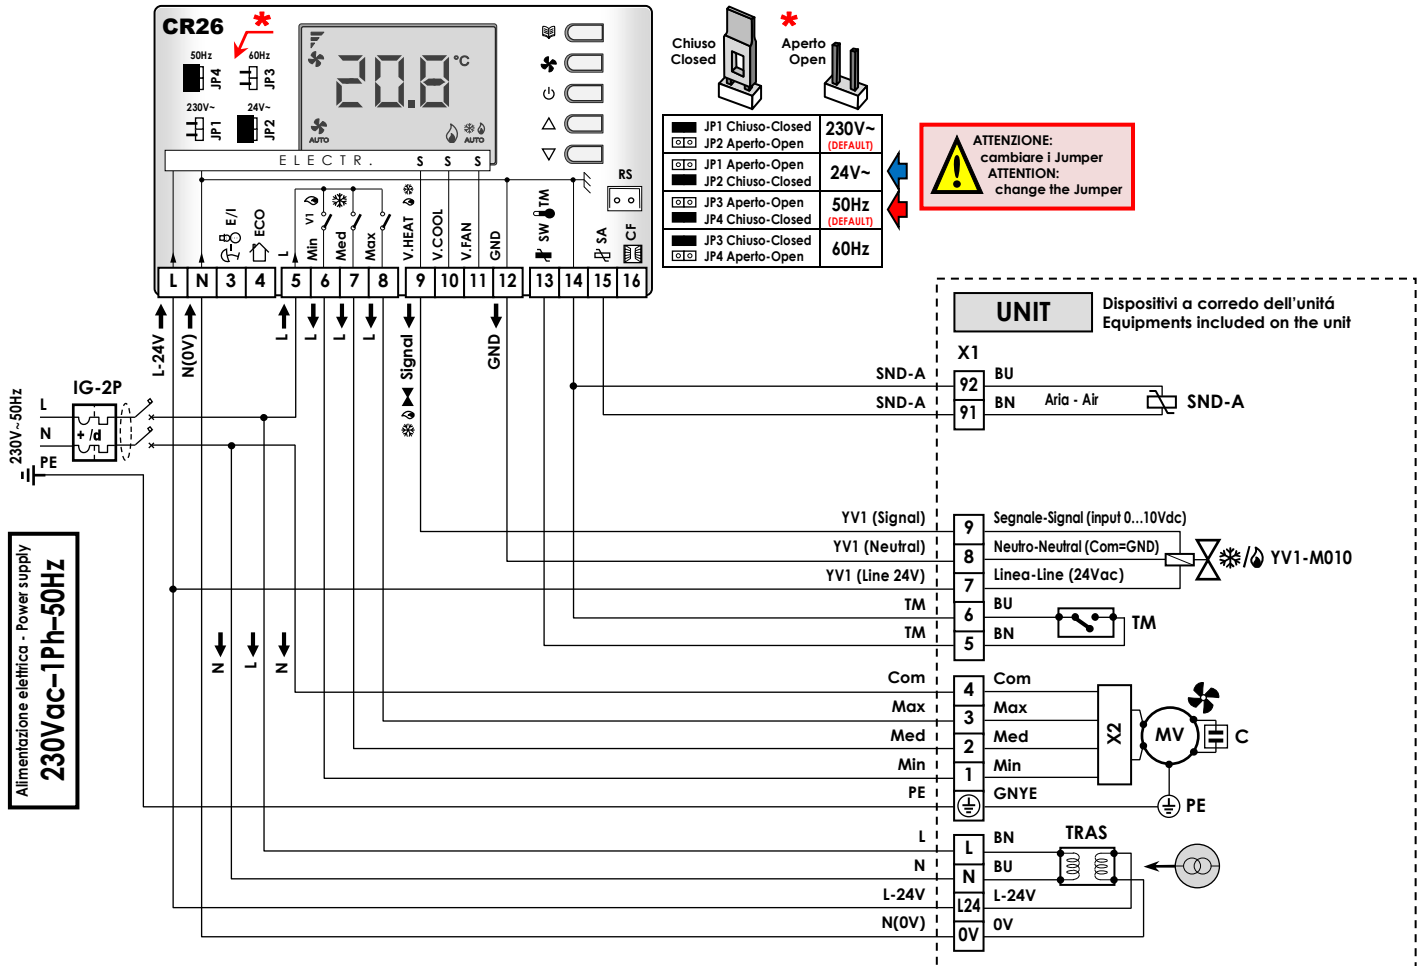 CR26
*
50Hz
60Hz
JP4
JP3
230V~
24V~
JP1
JP2
20.8 °C
AUTO
AUTO
ELECTR.
S S S
RS
Chiuso
Closed
*
Aperto
Open
JP1 Chiuso-Closed
JP2 Aperto-Open
230V~
(DEFAULT)
JP1 Aperto-Open
JP2 Chiuso-Closed
24V~
JP3 Aperto-Open
JP4 Chiuso-Closed
50Hz
(DEFAULT)
JP3 Chiuso-Closed
JP4 Aperto-Open
60Hz
ATTENZIONE:
cambiare i Jumper
ATTENTION:
change the Jumper
E/I
ECO
L
Min
V1
Med
Max
V.HEAT
V.COOL
V.FAN
GND
SW
TM
SA
CF
L N 3 4 5 6 7 8 9 10 11 12 13 14 15 16
L-24V
N(0V)
L
L
L
L
Signal
GND
UNIT
Dispositivi a corredo dell'unitá
Equipments included on the unit
X1
IG-2P
230V~50Hz
L
N
PE
+ /d
SND-A 92 BU
SND-A 91 BN
Aria - Air
SND-A
YV1 (Signal) 9 Segnale-Signal (input 0...10Vdc)
YV1 (Neutral) 8 Neutro-Neutral (Com=GND)
YV1-M010
YV1 (Line 24V) 7 Linea-Line (24Vac)
TM 6 BU
TM 5 BN
TM
Alimentazione elettrica - Power supply
230Vac–1Ph–50Hz
N
L
N
Com 4 Com
Max 3 Max
Med 2 Med
Min 1 Min
X2
MV
C
PE GNYE
PE
TRAS
L L BN
N N BU
L-24V L24 L-24V
N(0V) 0V 0V